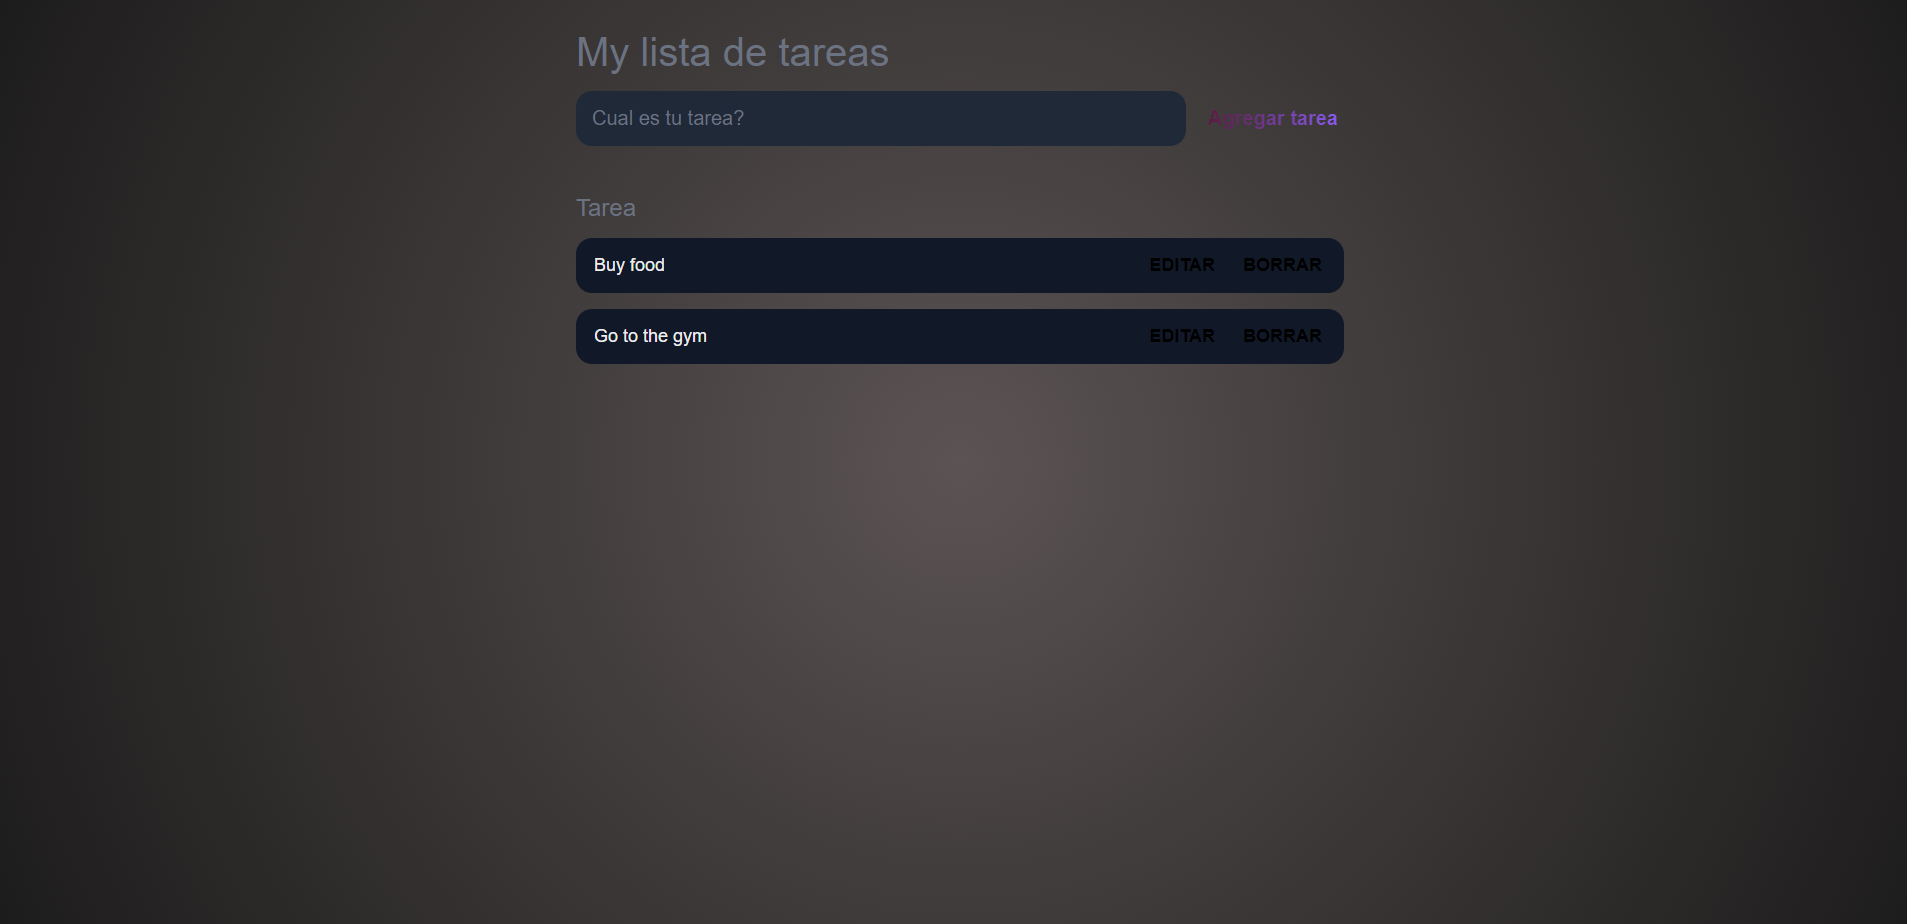 My lista de tareas
Cual es tu tarea? Agregar tarea
Tarea
Buy food EDITAR BORRAR
Go to the gym EDITAR BORRAR